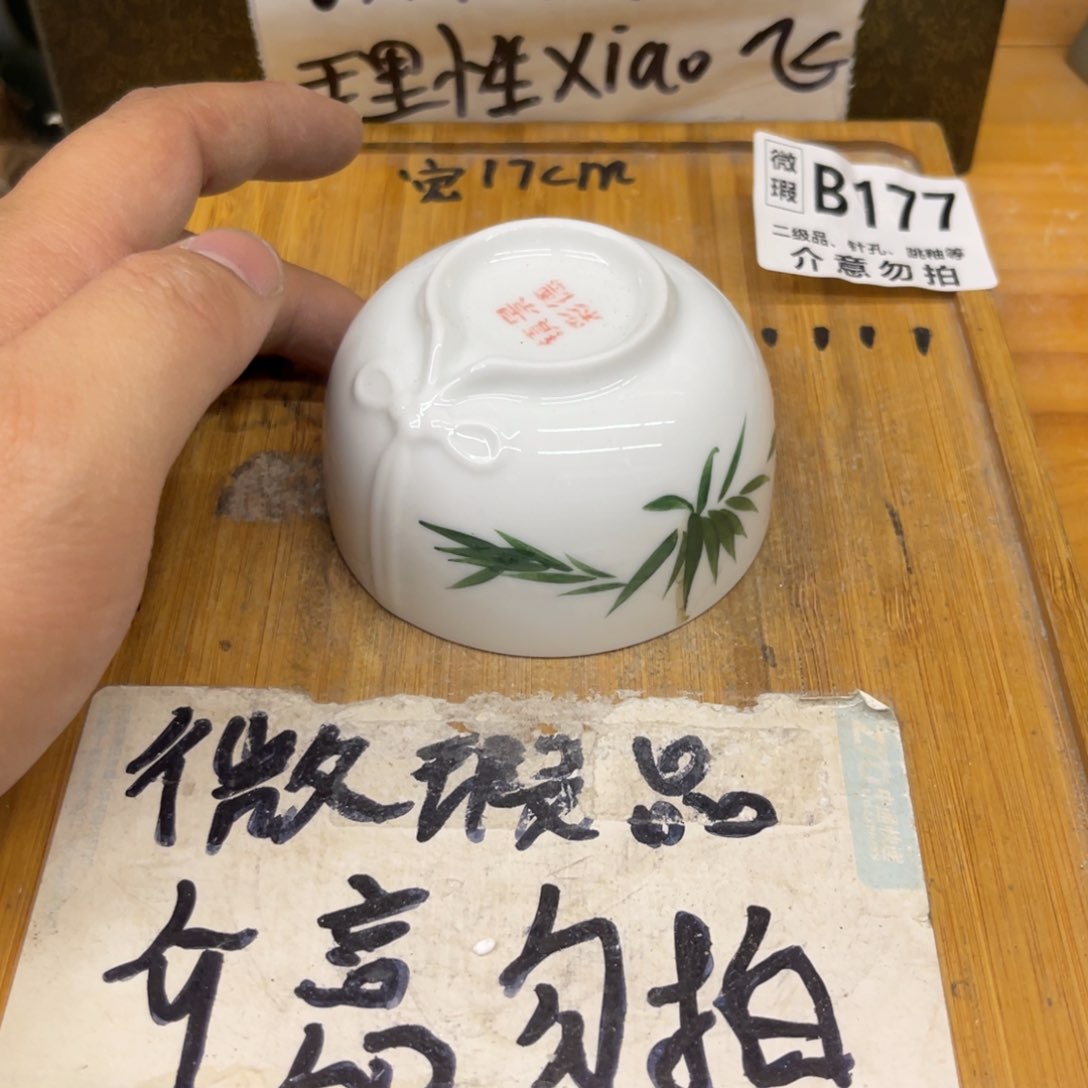 理性xiao飞
宽17cm
微瑕
B177
二级品、针孔、跳釉等
介意勿拍
微瑕品
介意勿拍